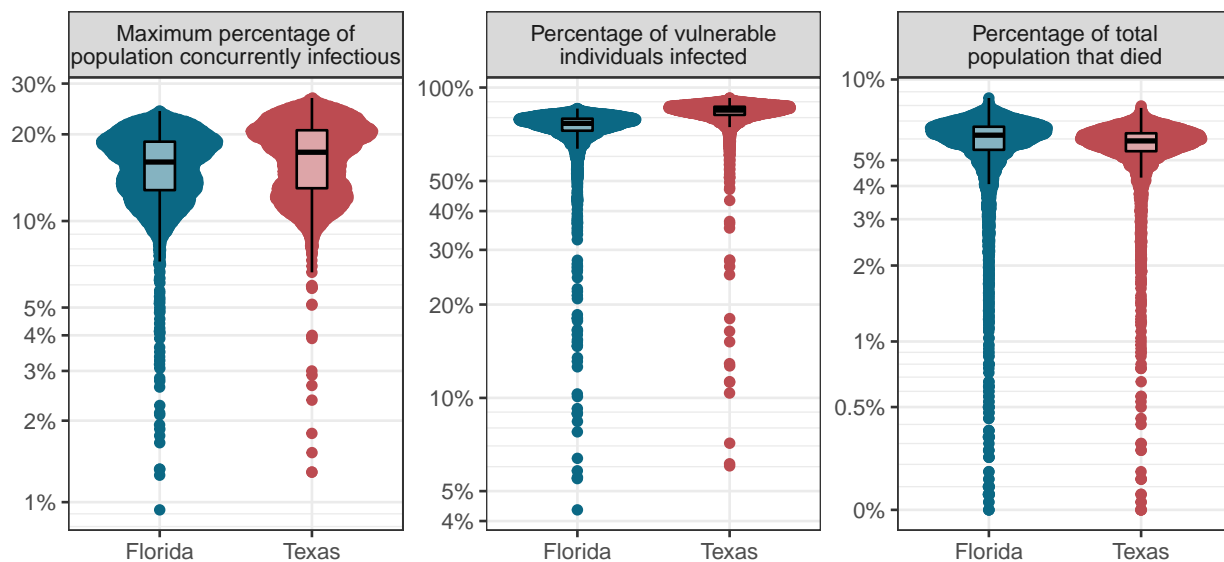 Maximum percentage of
population concurrently infectious
30%
20%
10%
5%
4%
3%
2%
1%
Florida
Texas
Percentage of vulnerable
individuals infected
100%
50%
40%
30%
20%
10%
5%
4%
Florida
Texas
Percentage of total
population that died
10%
5%
4%
3%
2%
1%
0.5%
0%
Florida
Texas